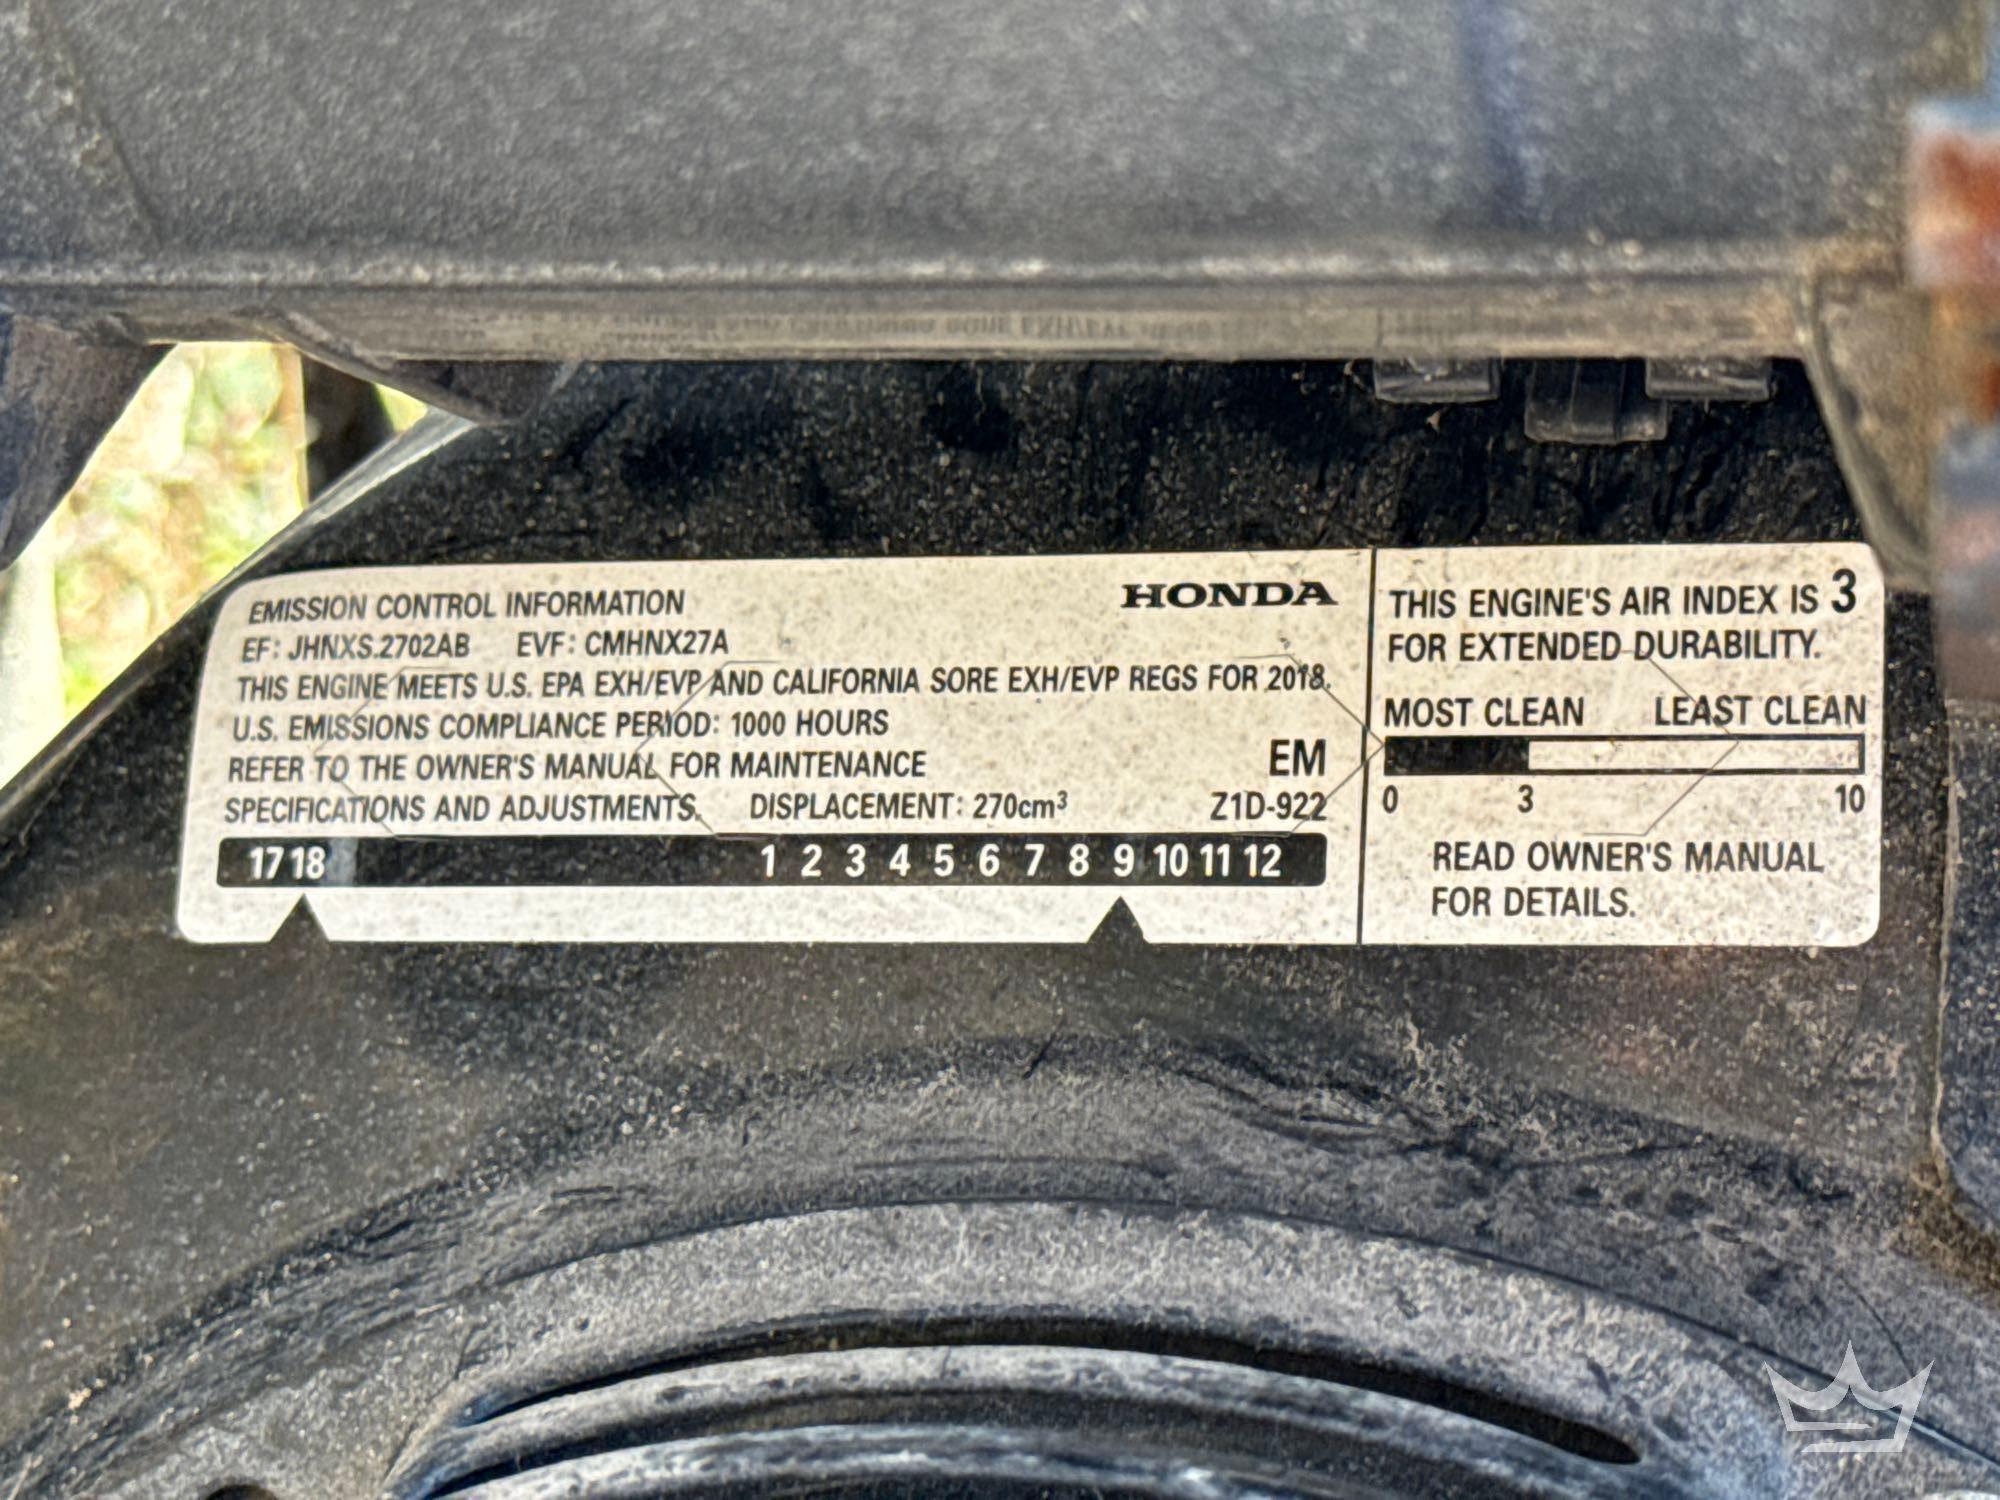 EMISSION CONTROL INFORMATION HONDA
EF: JHNXS.2702AB EVF: CMHNX27A
THIS ENGINE MEETS U.S. EPA EXH/EVP AND CALIFORNIA SORE EXH/EVP REGS FOR 2018.
U.S. EMISSIONS COMPLIANCE PERIOD: 1000 HOURS
REFER TO THE OWNER'S MANUAL FOR MAINTENANCE EM
SPECIFICATIONS AND ADJUSTMENTS. DISPLACEMENT: 270cm³ Z1D-922
17 18 1 2 3 4 5 6 7 8 9 10 11 12
THIS ENGINE'S AIR INDEX IS 3
FOR EXTENDED DURABILITY.
MOST CLEAN LEAST CLEAN
0 3 10
READ OWNER'S MANUAL
FOR DETAILS.